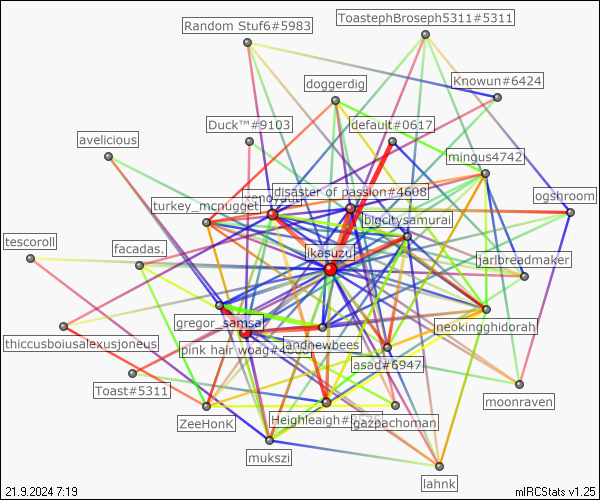 ToastephBroseph5311#5311
Random Stuf6#5983
Knowun#6424
doggerdig
Duck™#9103
default#0617
avelicious
mingus4742
disaster of passion#4608
ogshroom
turkey_mcnugget
bigcitysamurai
tescoroll
facadas.
ikasuzu
jarlbreadmaker
gregor_samsa
neokingghidorah
thiccusboiusalexusjoneus
pink hair woag#4000
andnewbees
asad#6947
Toast#5311
moonraven
ZeeHonK
Heighleaigh#
gazpachoman
mukszi
lahnk
21.9.2024 7:19
mIRCStats v1.25